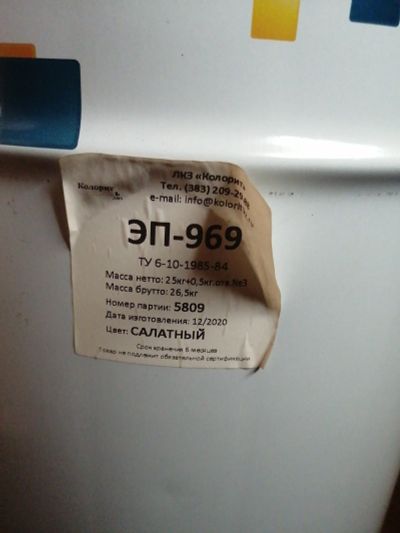 ЛКЗ «Колорит»
Колорит
Тел. (383) 209-29
e-mail: info@kolorit
ЭП-969
ТУ 6-10-1985-84
Масса нетто: 25кг+0,5кг.отв.№3
Масса брутто: 26,5кг
Номер партии: 5809
Дата изготовления: 12/2020
Цвет: САЛАТНЫЙ
Срок хранения 6 месяцев
Товар не подлежит обязательной сертификации